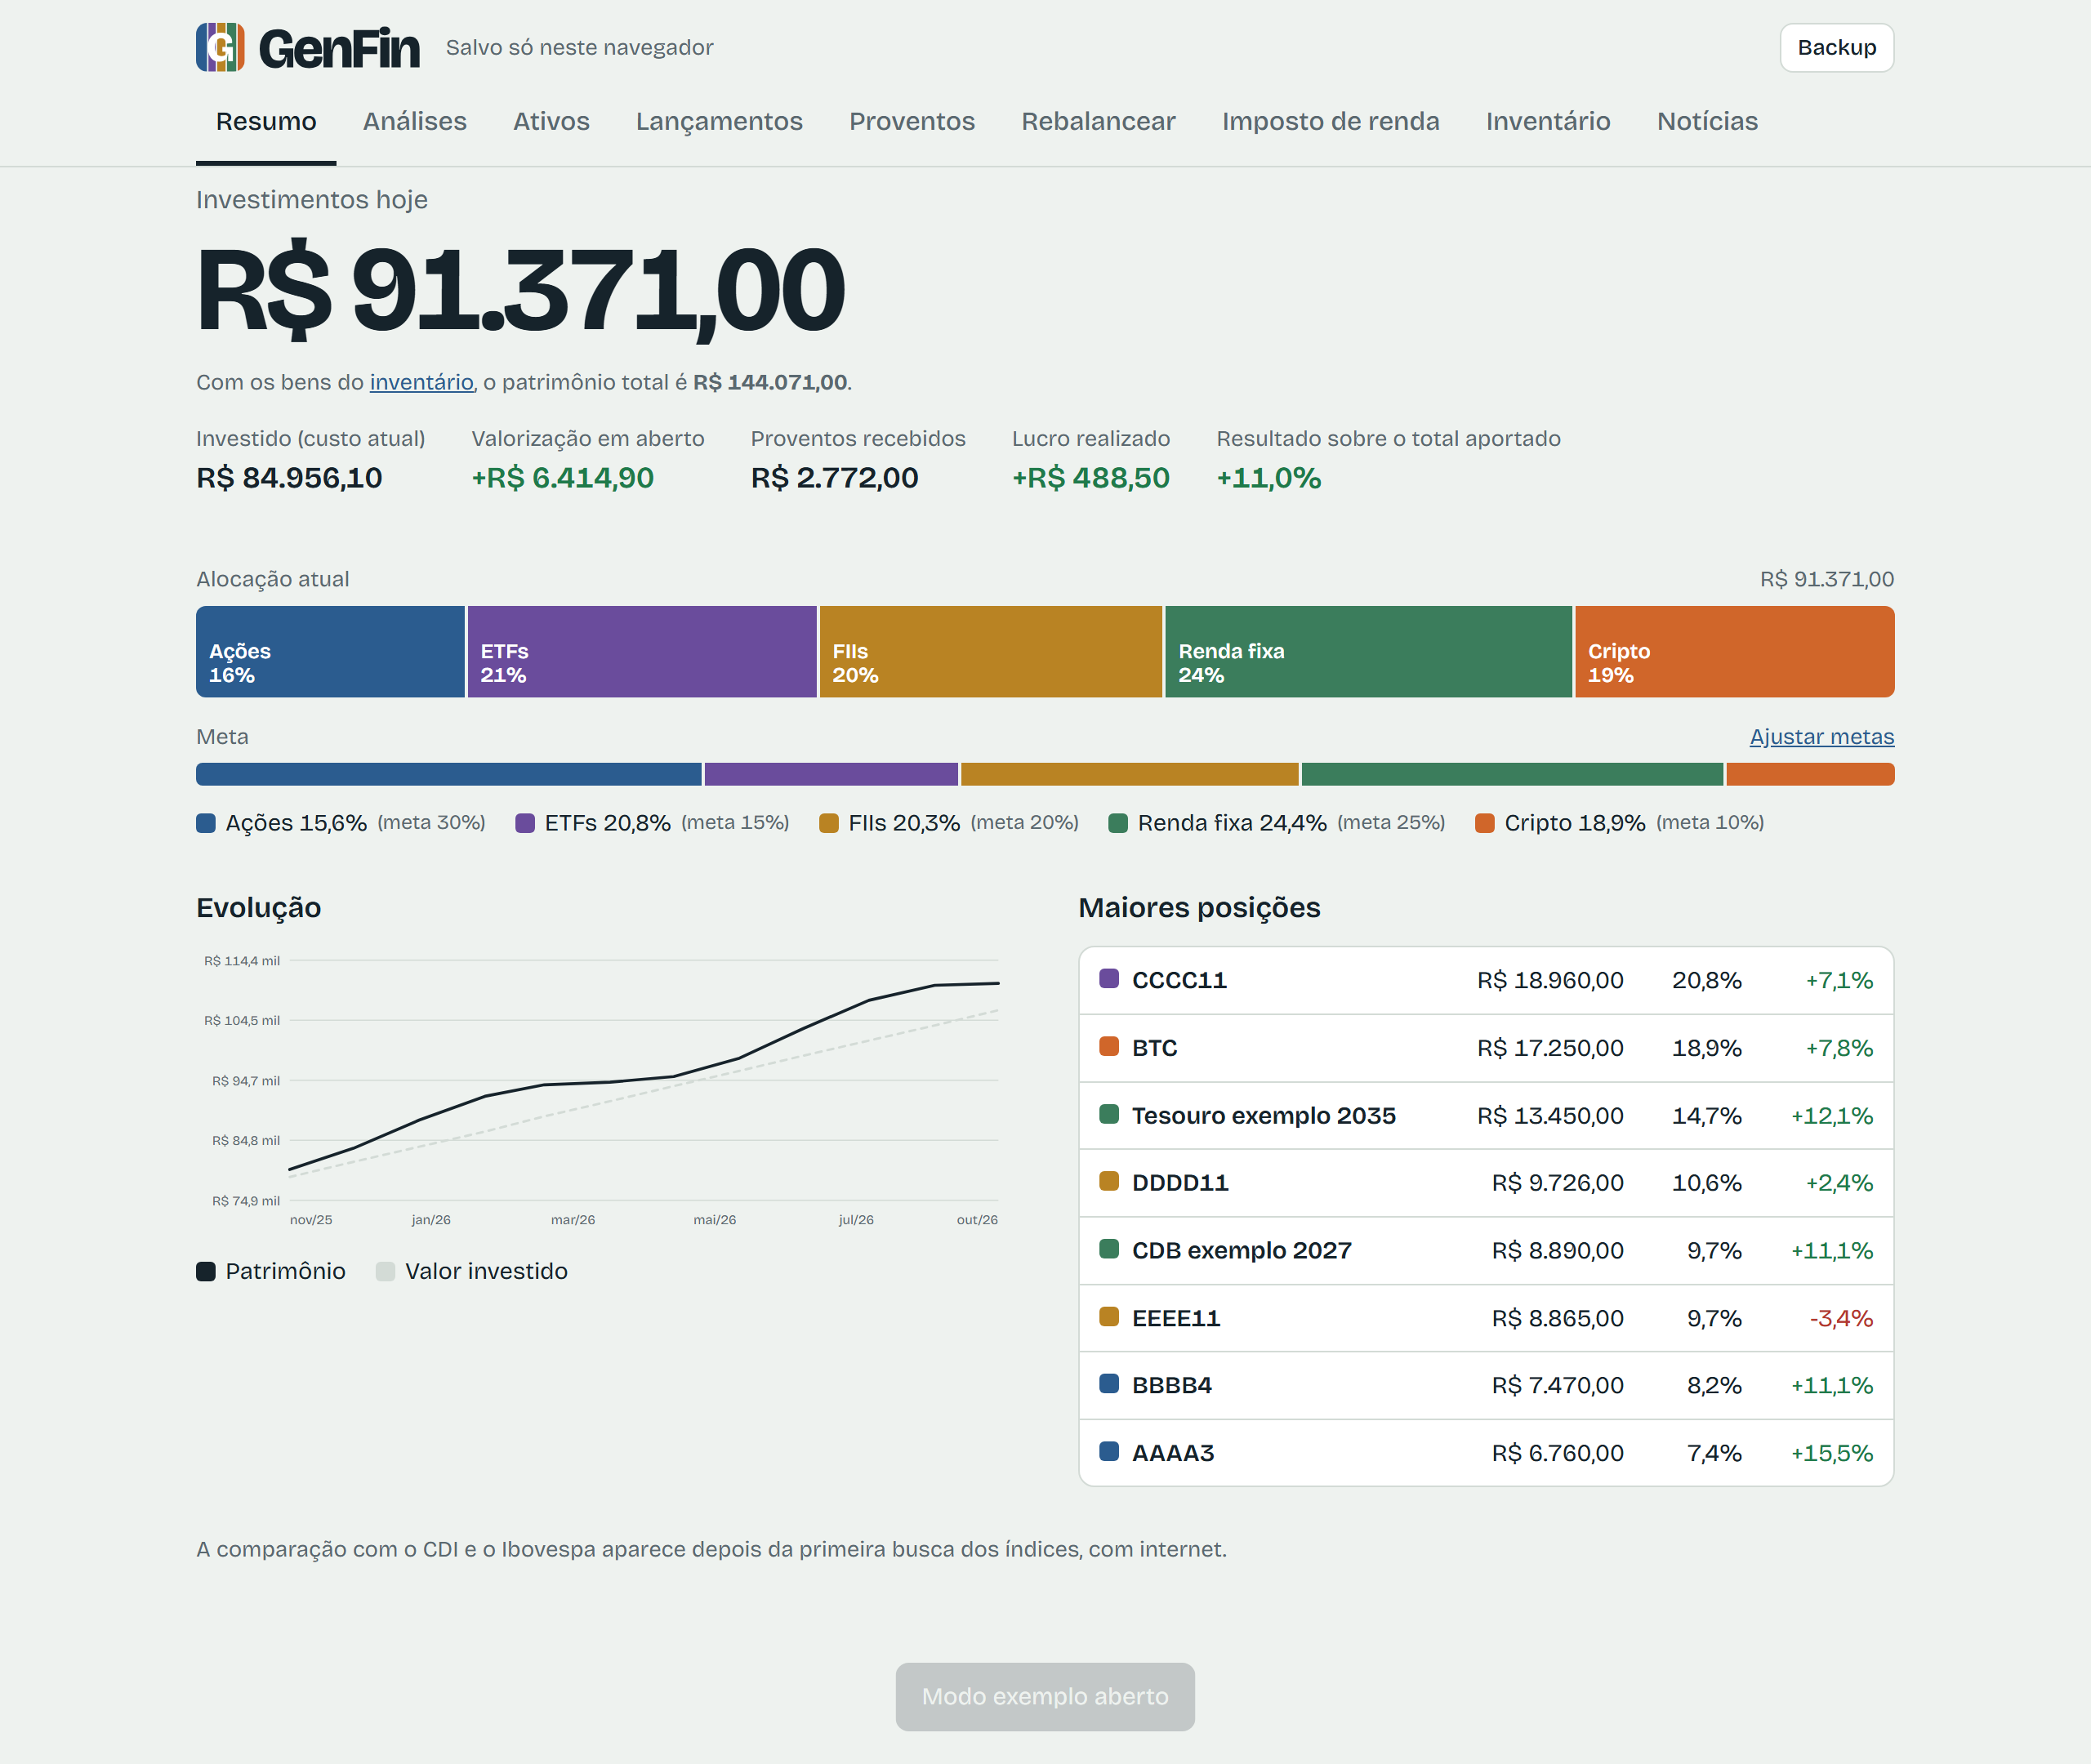 G GenFin Salvo só neste navegador Backup
Resumo Análises Ativos Lançamentos Proventos Rebalancear Imposto de renda Inventário Notícias
Investimentos hoje
R$ 91.371,00
Com os bens do inventário, o patrimônio total é R$ 144.071,00.
Investido (custo atual) Valorização em aberto Proventos recebidos Lucro realizado Resultado sobre o total aportado
R$ 84.956,10 +R$ 6.414,90 R$ 2.772,00 +R$ 488,50 +11,0%
Alocação atual R$ 91.371,00
Ações ETFs FIIs Renda fixa Cripto
16% 21% 20% 24% 19%
Meta Ajustar metas
Ações 15,6% (meta 30%) ETFs 20,8% (meta 15%) FIIs 20,3% (meta 20%) Renda fixa 24,4% (meta 25%) Cripto 18,9% (meta 10%)
Evolução
R$ 114,4 mil
R$ 104,5 mil
R$ 94,7 mil
R$ 84,8 mil
R$ 74,9 mil
nov/25 jan/26 mar/26 mai/26 jul/26 out/26
Patrimônio Valor investido
Maiores posições
CCCC11 R$ 18.960,00 20,8% +7,1%
BTC R$ 17.250,00 18,9% +7,8%
Tesouro exemplo 2035 R$ 13.450,00 14,7% +12,1%
DDDD11 R$ 9.726,00 10,6% +2,4%
CDB exemplo 2027 R$ 8.890,00 9,7% +11,1%
EEEE11 R$ 8.865,00 9,7% -3,4%
BBBB4 R$ 7.470,00 8,2% +11,1%
AAAA3 R$ 6.760,00 7,4% +15,5%
A comparação com o CDI e o Ibovespa aparece depois da primeira busca dos índices, com internet.
Modo exemplo aberto